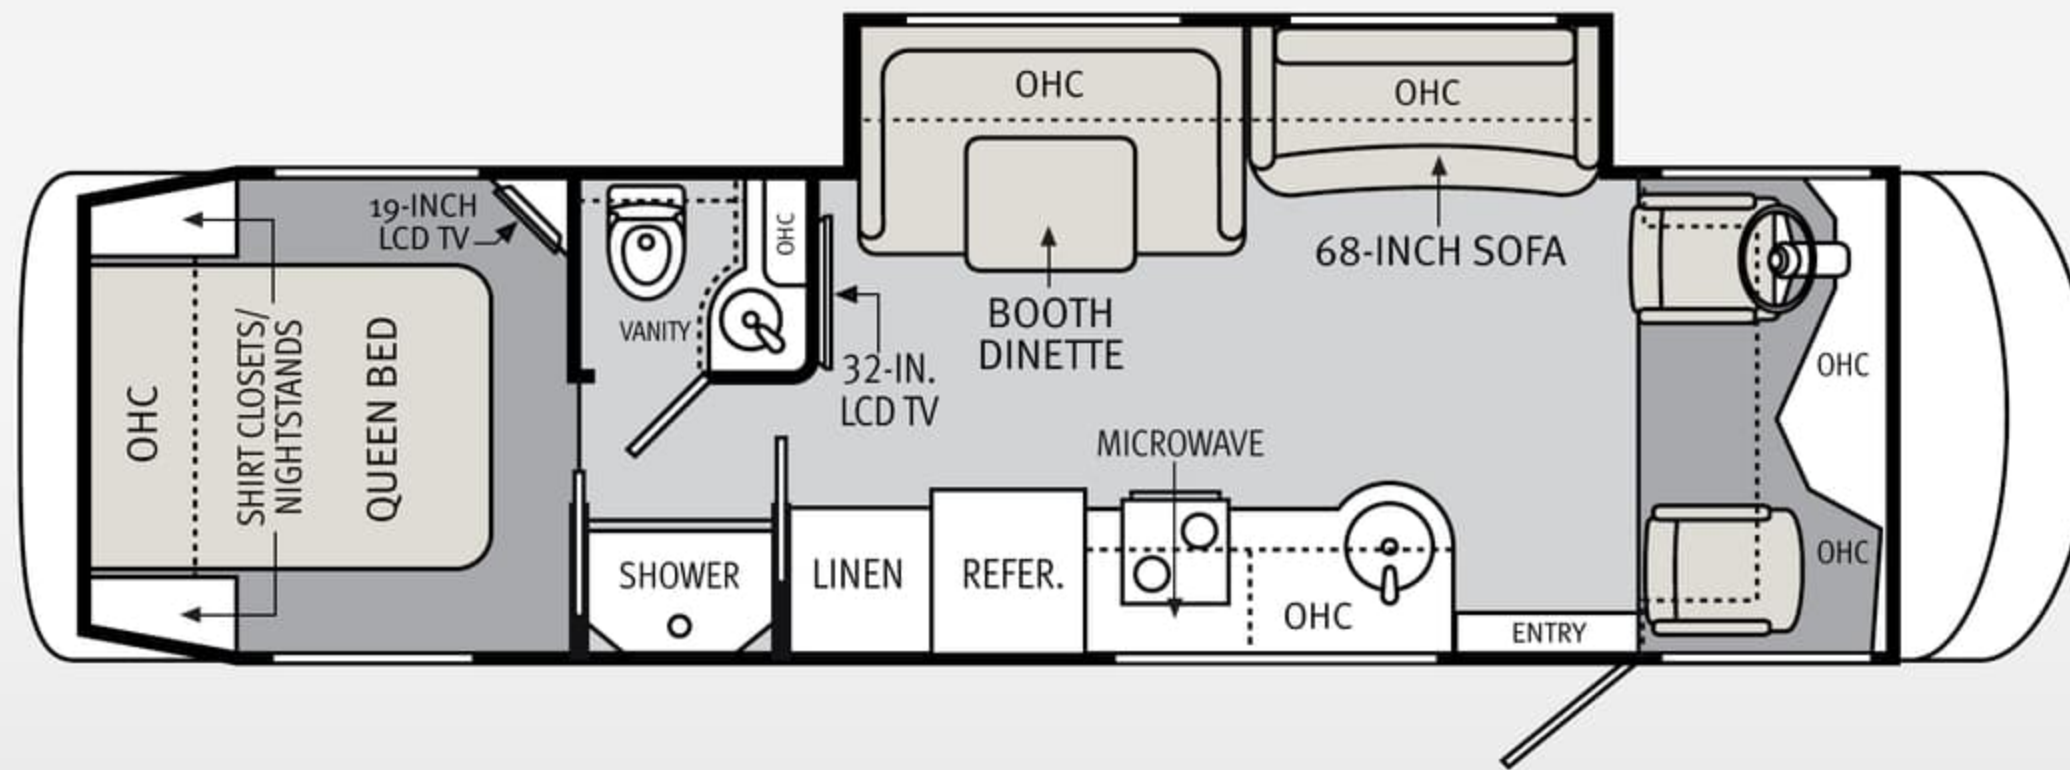 OHC
OHC
19-INCH
LCD TV
OHC
68-INCH SOFA
VANITY
BOOTH
DINETTE
32-IN.
LCD TV
OHC
OHC
SHIRT CLOSETS/
NIGHTSTANDS
QUEEN BED
MICROWAVE
OHC
SHOWER
LINEN
REFER.
OHC
ENTRY